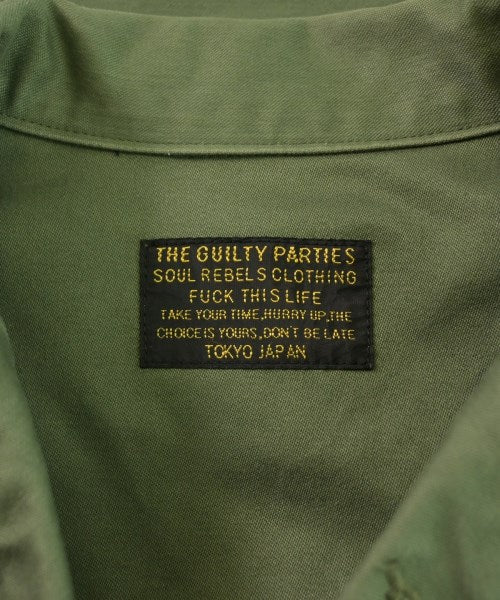 THE GUILTY PARTIES
SOUL REBELS CLOTHING
FUCK THIS LIFE
TAKE YOUR TIME,HURRY UP,THE
CHOICE IS YOURS,DON'T BE LATE
TOKYO JAPAN